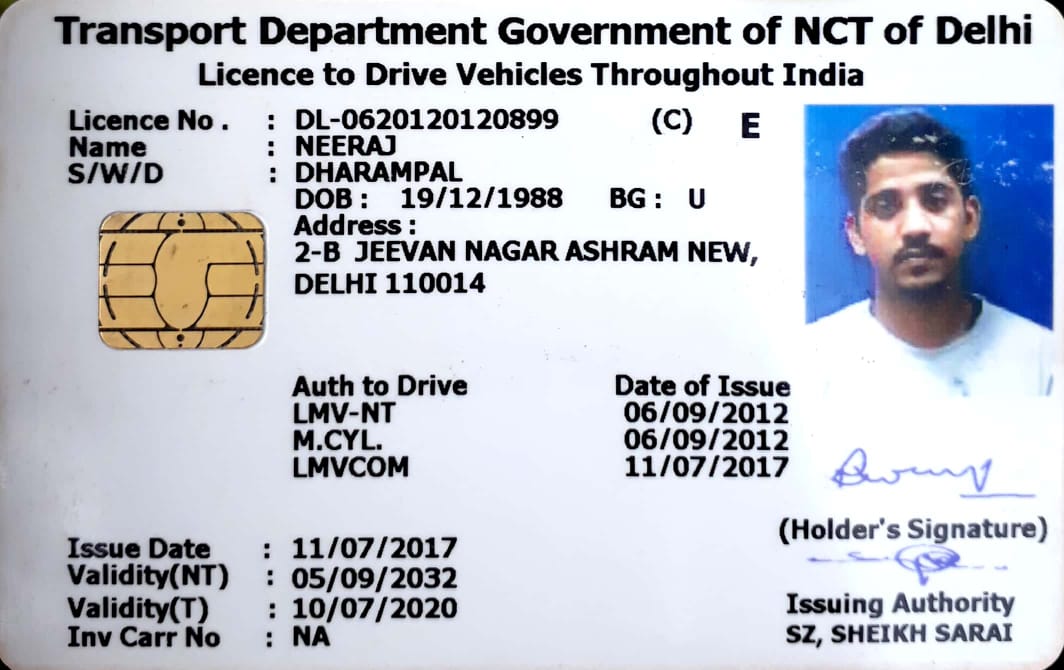 Transport Department Government of NCT of Delhi
Licence to Drive Vehicles Throughout India
Licence No . : DL-0620120120899 (C) E
Name : NEERAJ
S/W/D : DHARAMPAL
DOB : 19/12/1988 BG : U
Address :
2-B JEEVAN NAGAR ASHRAM NEW,
DELHI 110014
Auth to Drive Date of Issue
LMV-NT 06/09/2012
M.CYL. 06/09/2012
LMVCOM 11/07/2017
(Holder's Signature)
Issue Date : 11/07/2017
Validity(NT) : 05/09/2032
Validity(T) : 10/07/2020
Inv Carr No : NA
Issuing Authority
SZ, SHEIKH SARAI